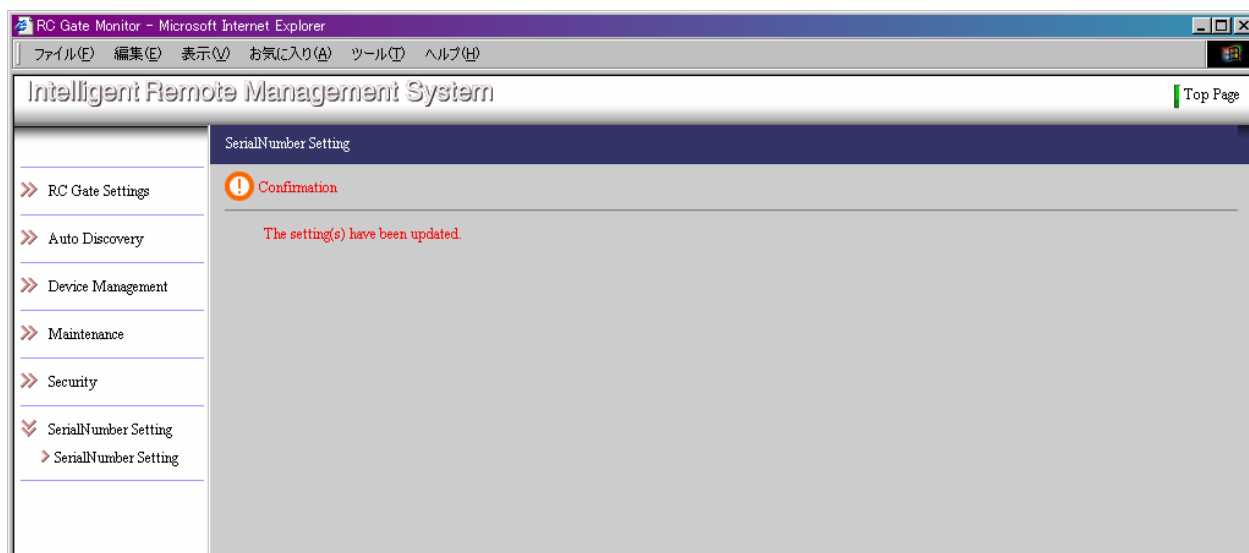 RC Gate Monitor - Microsoft Internet Explorer
ファイル(F) 編集(E) 表示(V) お気に入り(A) ツール(T) ヘルプ(H)
Intelligent Remote Management System
Top Page
SerialNumber Setting
Confirmation
The setting(s) have been updated.
RC Gate Settings
Auto Discovery
Device Management
Maintenance
Security
SerialNumber Setting
SerialNumber Setting